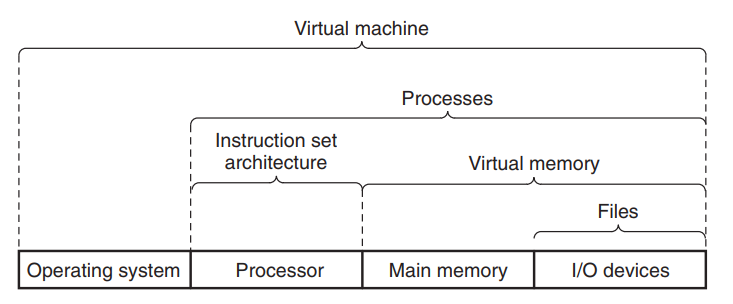 Virtual machine
Processes
Instruction set
architecture
Virtual memory
Files
Operating system
Processor
Main memory
I/O devices